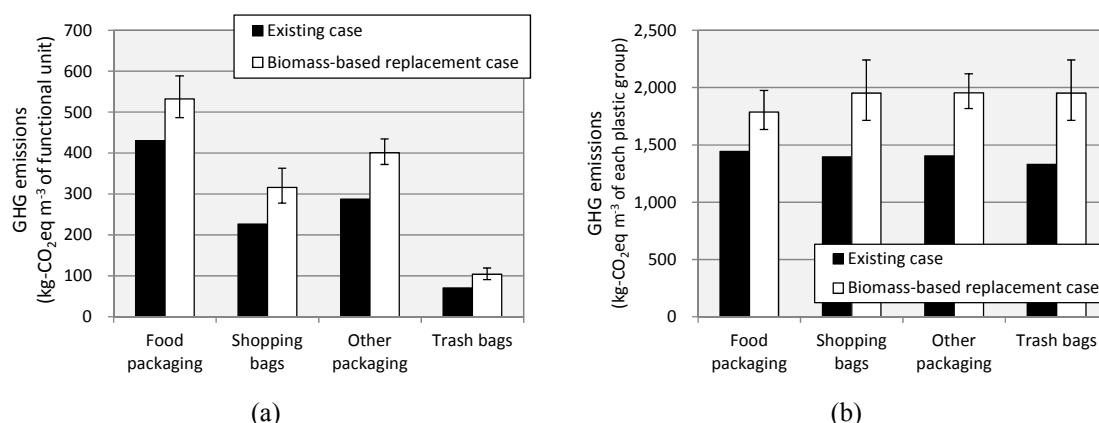 700
600
500
400
300
200
100
0
GHG emissions
(kg-CO₂eq m⁻³ of functional unit)
Existing case
Biomass-based replacement case
Food
packaging
Shopping
bags
Other
packaging
Trash bags
(a)
2,500
2,000
1,500
1,000
500
0
GHG emissions
(kg-CO₂eq m⁻³ of each plastic group)
Existing case
Biomass-based replacement case
Food
packaging
Shopping
bags
Other
packaging
Trash bags
(b)